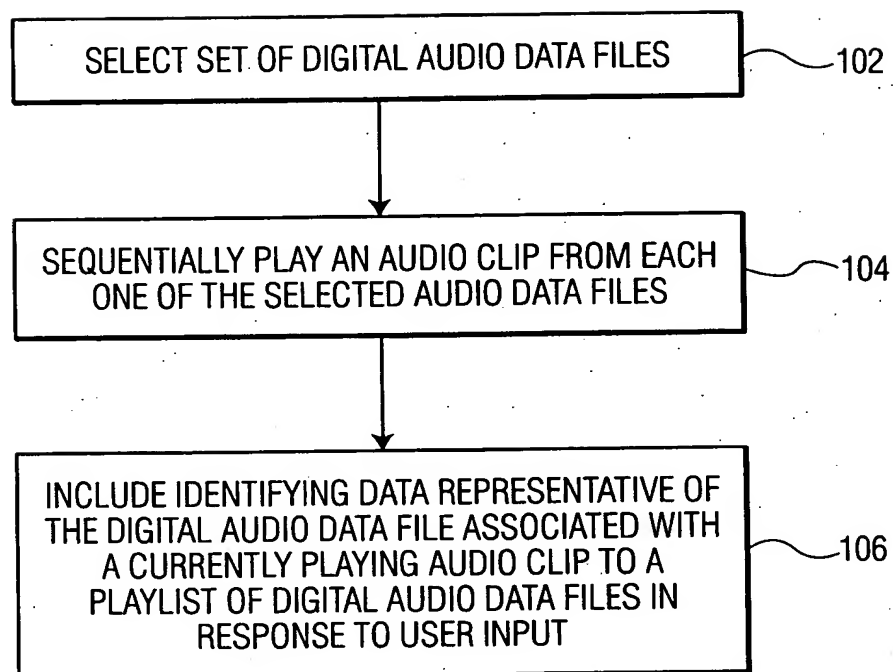 SELECT SET OF DIGITAL AUDIO DATA FILES
102
SEQUENTIALLY PLAY AN AUDIO CLIP FROM EACH
ONE OF THE SELECTED AUDIO DATA FILES
104
INCLUDE IDENTIFYING DATA REPRESENTATIVE OF
THE DIGITAL AUDIO DATA FILE ASSOCIATED WITH
A CURRENTLY PLAYING AUDIO CLIP TO A
PLAYLIST OF DIGITAL AUDIO DATA FILES IN
RESPONSE TO USER INPUT
106